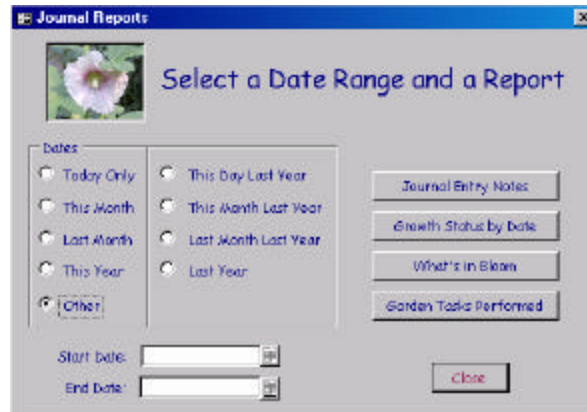 Journal Reports
Select a Date Range and a Report
Dates
Today Only
This Month
Last Month
This Year
Other
This Day Last Year
This Month Last Year
Last Month Last Year
Last Year
Journal Entry Notes
Growth Status by Date
What's in Bloom
Garden Tasks Performed
Start Date:
End Date:
Close